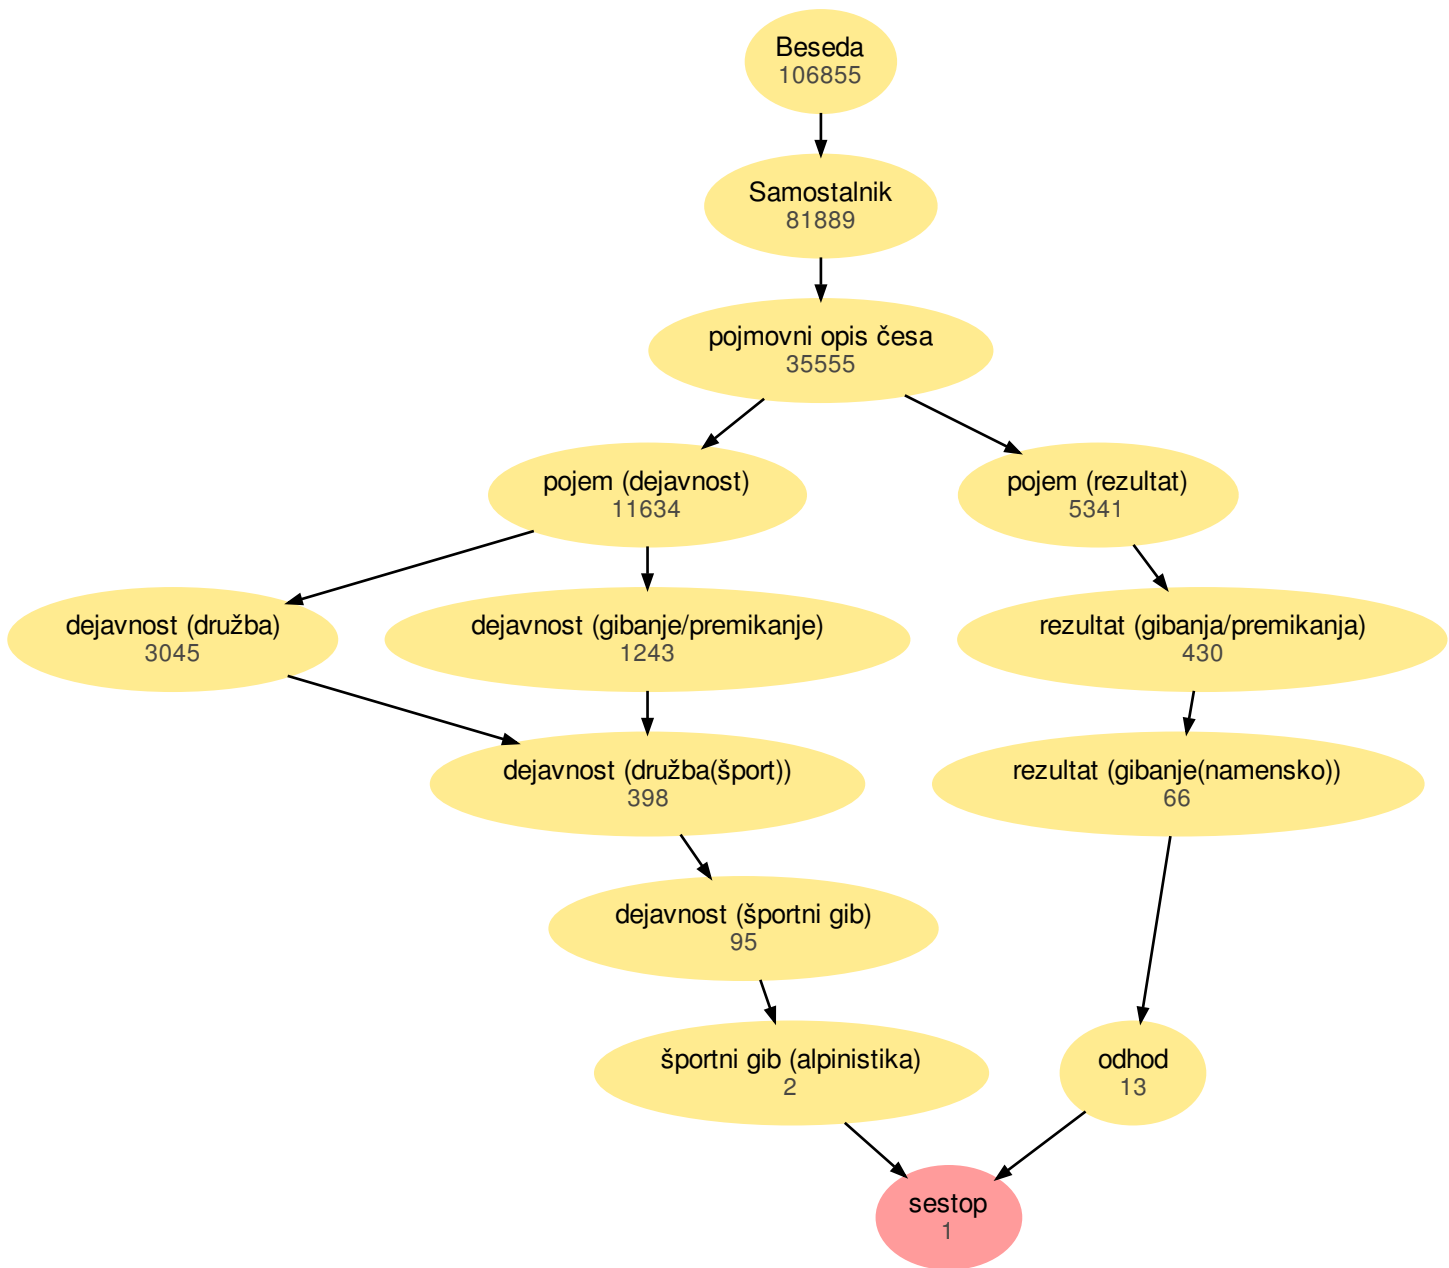 Beseda
106855
Samostalnik
81889
pojmovni opis česa
35555
pojem (dejavnost)
11634
pojem (rezultat)
5341
dejavnost (družba)
3045
dejavnost (gibanje/premikanje)
1243
rezultat (gibanja/premikanja)
430
dejavnost (družba(šport))
398
rezultat (gibanje(namensko))
66
dejavnost (športni gib)
95
športni gib (alpinistika)
2
odhod
13
sestop
1